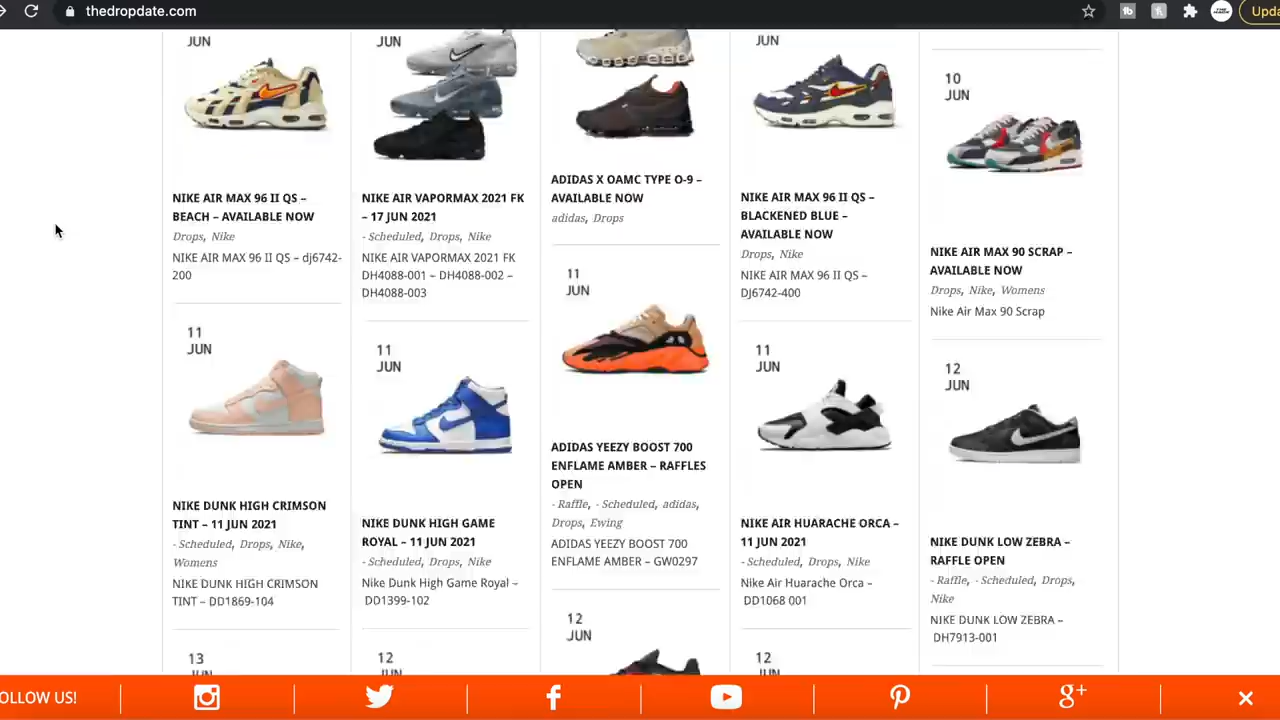 thedropdate.com
Upda
JUN
NIKE AIR MAX 96 II QS –
BEACH – AVAILABLE NOW
Drops, Nike
NIKE AIR MAX 96 II QS – dj6742-
200
11
JUN
NIKE DUNK HIGH CRIMSON
TINT – 11 JUN 2021
- Scheduled, Drops, Nike,
Womens
NIKE DUNK HIGH CRIMSON
TINT – DD1869-104
13
JUN
JUN
NIKE AIR VAPORMAX 2021 FK
– 17 JUN 2021
- Scheduled, Drops, Nike
NIKE AIR VAPORMAX 2021 FK
DH4088-001 – DH4088-002 –
DH4088-003
11
JUN
NIKE DUNK HIGH GAME
ROYAL – 11 JUN 2021
- Scheduled, Drops, Nike
Nike Dunk High Game Royal –
DD1399-102
12
JUN
ADIDAS X OAMC TYPE O-9 –
AVAILABLE NOW
adidas, Drops
11
JUN
ADIDAS YEEZY BOOST 700
ENFLAME AMBER – RAFFLES
OPEN
- Raffle, - Scheduled, adidas,
Drops, Ewing
ADIDAS YEEZY BOOST 700
ENFLAME AMBER – GW0297
12
JUN
JUN
NIKE AIR MAX 96 II QS –
BLACKENED BLUE –
AVAILABLE NOW
Drops, Nike
NIKE AIR MAX 96 II QS –
DJ6742-400
11
JUN
NIKE AIR HUARACHE ORCA –
11 JUN 2021
- Scheduled, Drops, Nike
Nike Air Huarache Orca –
DD1068 001
12
JUN
10
JUN
NIKE AIR MAX 90 SCRAP –
AVAILABLE NOW
Drops, Nike, Womens
Nike Air Max 90 Scrap
12
JUN
NIKE DUNK LOW ZEBRA –
RAFFLE OPEN
- Raffle, - Scheduled, Drops,
Nike
NIKE DUNK LOW ZEBRA –
DH7913-001
OLLOW US!